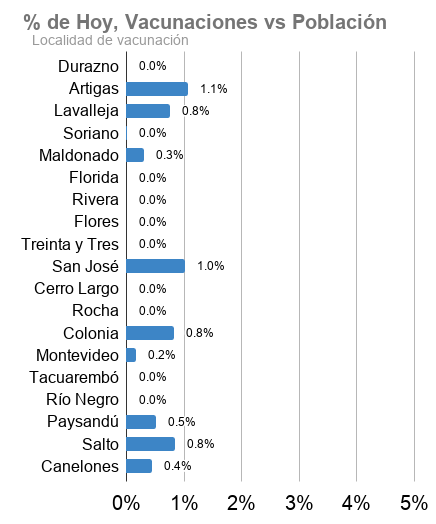 % de Hoy, Vacunaciones vs Población
Localidad de vacunación
Durazno 0.0%
Artigas 1.1%
Lavalleja 0.8%
Soriano 0.0%
Maldonado 0.3%
Florida 0.0%
Rivera 0.0%
Flores 0.0%
Treinta y Tres 0.0%
San José 1.0%
Cerro Largo 0.0%
Rocha 0.0%
Colonia 0.8%
Montevideo 0.2%
Tacuarembó 0.0%
Río Negro 0.0%
Paysandú 0.5%
Salto 0.8%
Canelones 0.4%
0% 1% 2% 3% 4% 5%